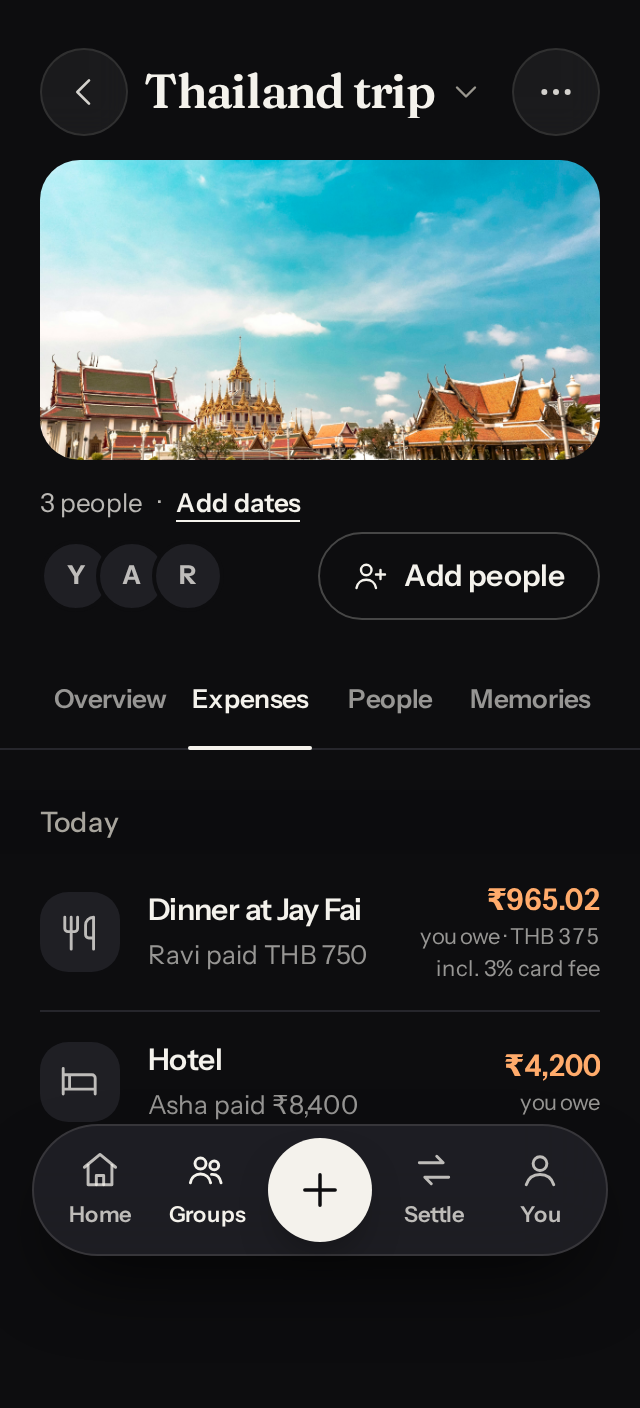 Thailand trip
3 people · Add dates
Y A R
Add people
Overview Expenses People Memories
Today
Dinner at Jay Fai
₹965.02
Ravi paid THB 750
you owe · THB 375
incl. 3% card fee
Hotel
₹4,200
Asha paid ₹8,400
you owe
Home Groups Settle You